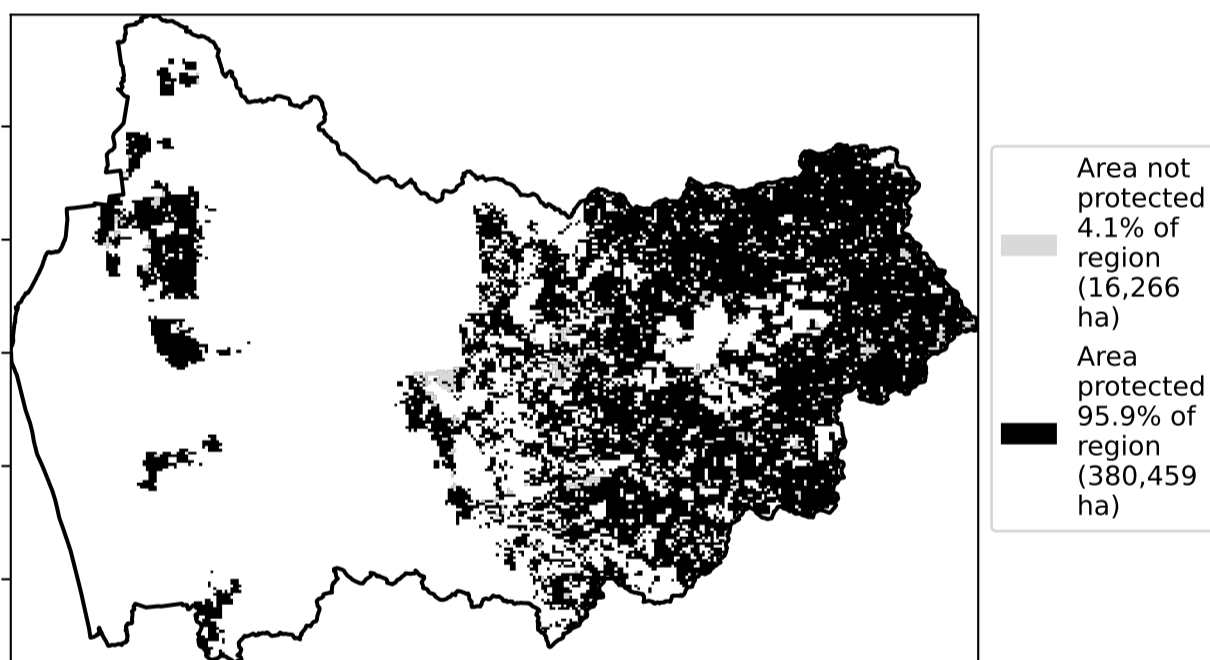 Area not
protected
4.1% of
region
(16,266
ha)
Area
protected
95.9% of
region
(380,459
ha)